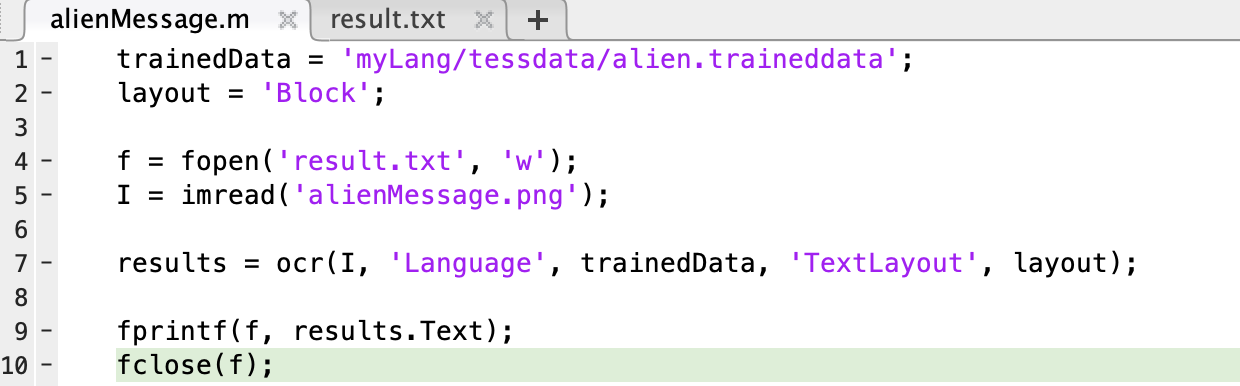 alienMessage.m result.txt +
1 - trainedData = 'myLang/tessdata/alien.traineddata';
2 - layout = 'Block';
3
4 - f = fopen('result.txt', 'w');
5 - I = imread('alienMessage.png');
6
7 - results = ocr(I, 'Language', trainedData, 'TextLayout', layout);
8
9 - fprintf(f, results.Text);
10 - fclose(f);